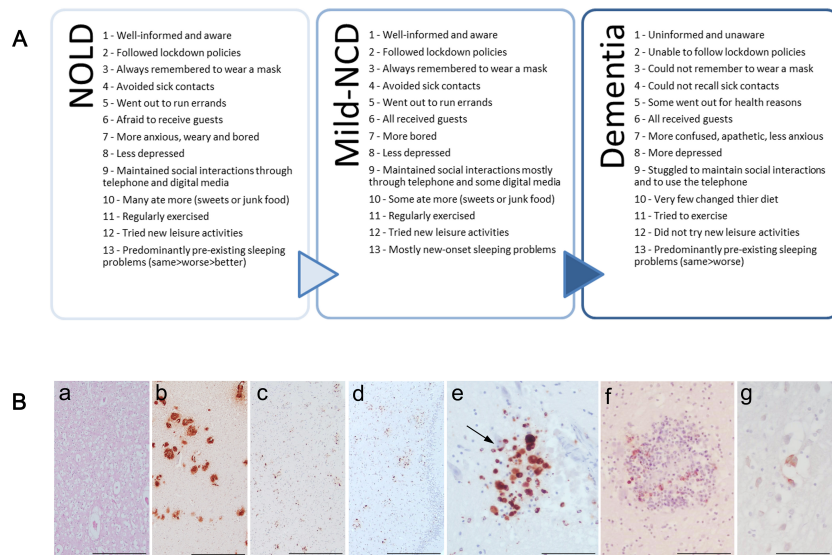 A
NOLD
1 - Well-informed and aware
2 - Followed lockdown policies
3 - Always remembered to wear a mask
4 - Avoided sick contacts
5 - Went out to run errands
6 - Afraid to receive guests
7 - More anxious, weary and bored
8 - Less depressed
9 - Maintained social interactions through
telephone and digital media
10 - Many ate more (sweets or junk food)
11 - Regularly exercised
12 - Tried new leisure activities
13 - Predominantly pre-existing sleeping
problems (same>worse>better)
Mild-NCD
1 - Well-informed and aware
2 - Followed lockdown policies
3 - Always remembered to wear a mask
4 - Avoided sick contacts
5 - Went out to run errands
6 - All received guests
7 - More bored
8 - Less depressed
9 - Maintained social interactions mostly
through telephone and some digital media
10 - Some ate more (sweets or junk food)
11 - Regularly exercised
12 - Tried new leisure activities
13 - Mostly new-onset sleeping problems
Dementia
1 - Uninformed and unaware
2 - Unable to follow lockdown policies
3 - Could not remember to wear a mask
4 - Could not recall sick contacts
5 - Some went out for health reasons
6 - All received guests
7 - More confused, apathetic, less anxious
8 - More depressed
9 - Stuggled to maintain social interactions
and to use the telephone
10 - Very few changed thier diet
11 - Tried to exercise
12 - Did not try new leisure activities
13 - Predominantly pre-existing sleeping
problems (same>worse)
B
a b c d e f g